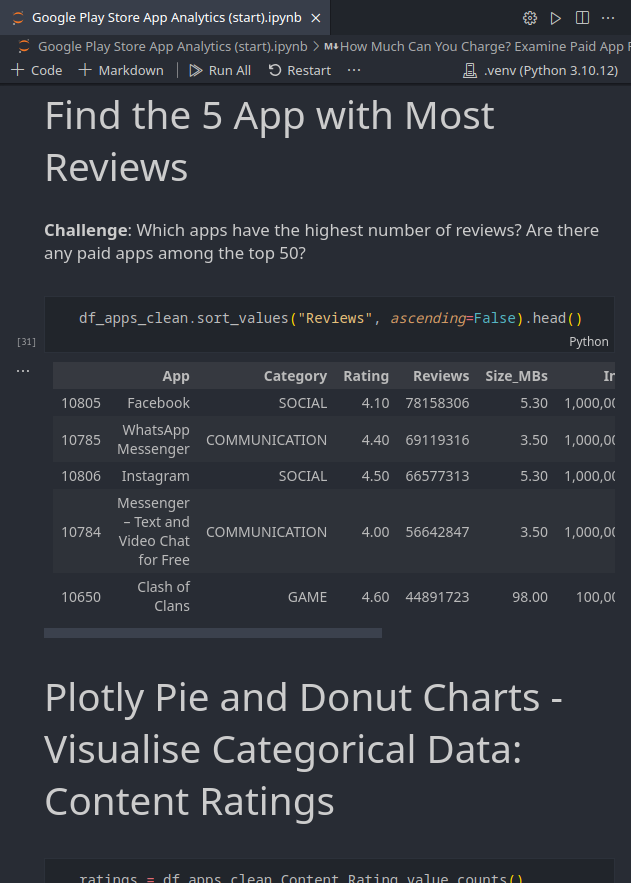 Google Play Store App Analytics (start).ipynb
Google Play Store App Analytics (start).ipynb > M↓How Much Can You Charge? Examine Paid App
+ Code + Markdown | Run All Restart ...
.venv (Python 3.10.12)
Find the 5 App with Most
Reviews
Challenge: Which apps have the highest number of reviews? Are there
any paid apps among the top 50?
df_apps_clean.sort_values("Reviews", ascending=False).head()
[31]
Python
App Category Rating Reviews Size_MBs
10805 Facebook SOCIAL 4.10 78158306 5.30 1,000,00
10785 WhatsApp Messenger COMMUNICATION 4.40 69119316 3.50 1,000,00
10806 Instagram SOCIAL 4.50 66577313 5.30 1,000,00
10784 Messenger – Text and Video Chat for Free COMMUNICATION 4.00 56642847 3.50 1,000,00
10650 Clash of Clans GAME 4.60 44891723 98.00 100,00
Plotly Pie and Donut Charts -
Visualise Categorical Data:
Content Ratings
ratings = df_apps_clean.Content_Rating.value_counts()